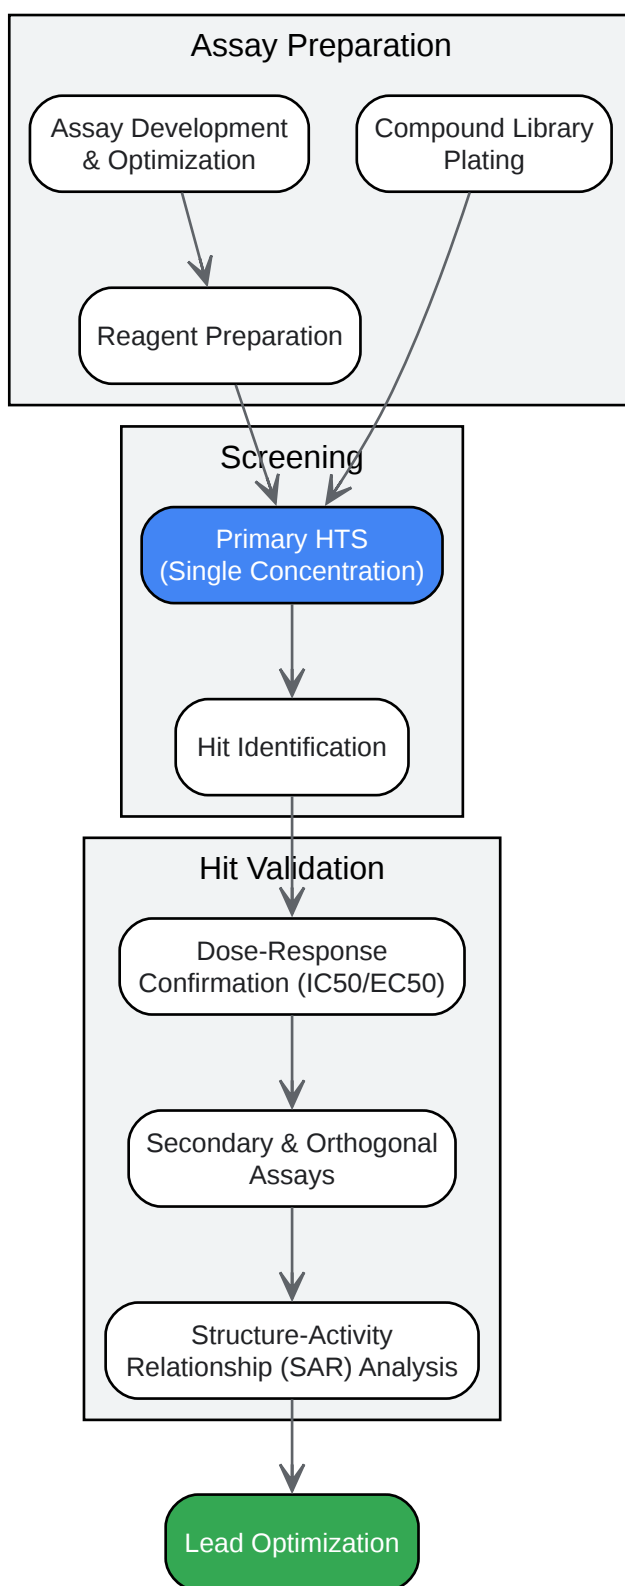 Assay Preparation
Assay Development
& Optimization
Compound Library
Plating
Reagent Preparation
Screening
Primary HTS
(Single Concentration)
Hit Identification
Hit Validation
Dose-Response
Confirmation (IC50/EC50)
Secondary & Orthogonal
Assays
Structure-Activity
Relationship (SAR) Analysis
Lead Optimization